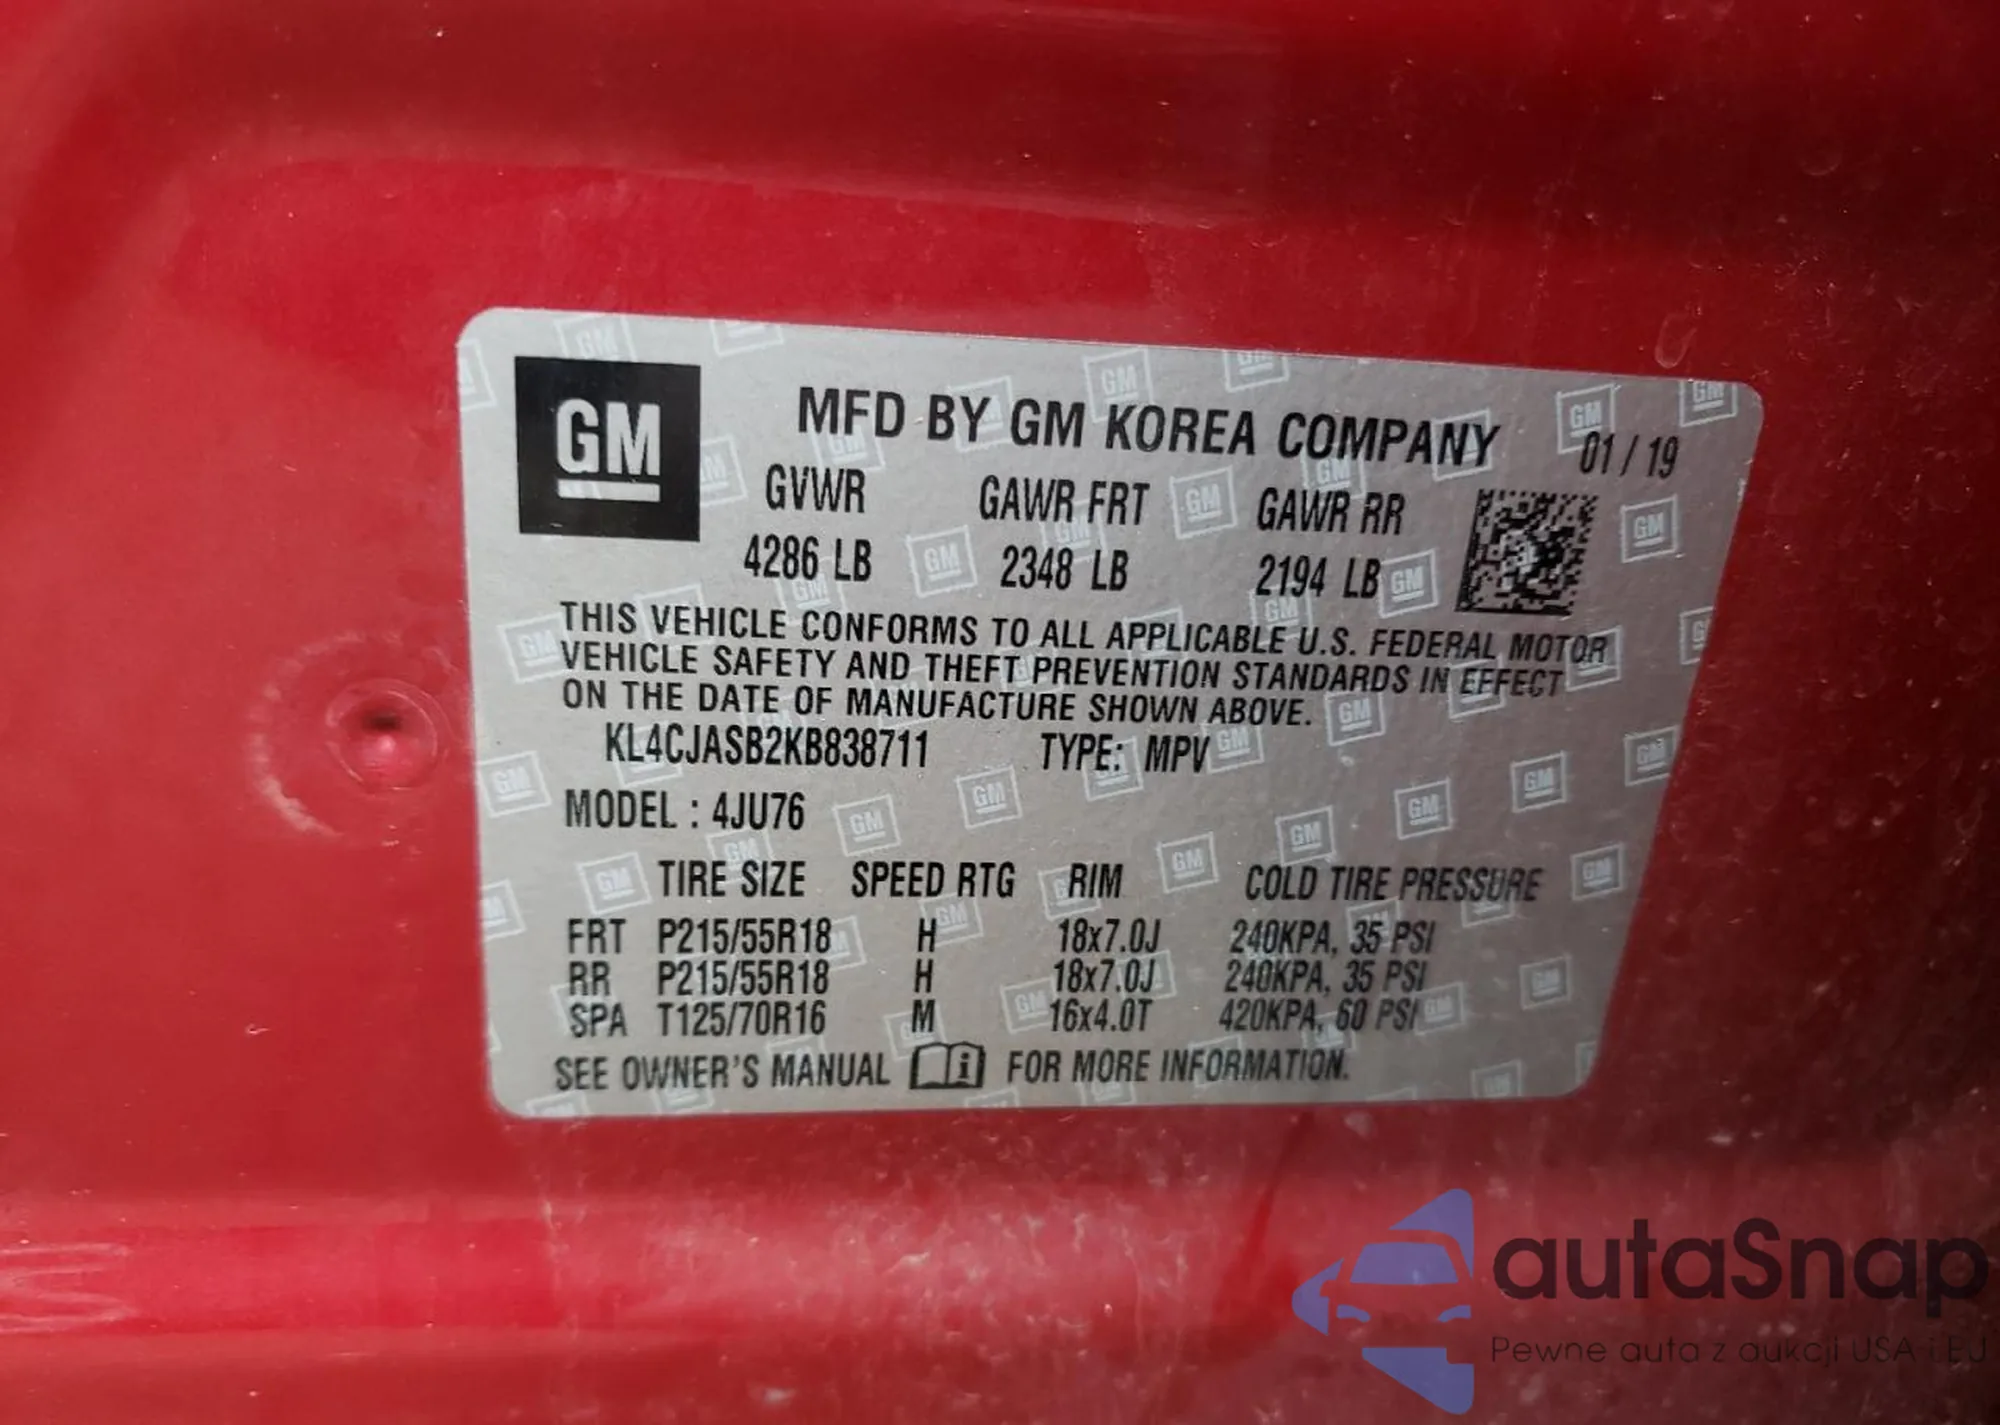 GM
MFD BY GM KOREA COMPANY 01 / 19
GVWR GAWR FRT GAWR RR
4286 LB 2348 LB 2194 LB
THIS VEHICLE CONFORMS TO ALL APPLICABLE U.S. FEDERAL MOTOR
VEHICLE SAFETY AND THEFT PREVENTION STANDARDS IN EFFECT
ON THE DATE OF MANUFACTURE SHOWN ABOVE.
KL4CJASB2KB838711 TYPE: MPV
MODEL : 4JU76
TIRE SIZE SPEED RTG RIM COLD TIRE PRESSURE
FRT P215/55R18 H 18x7.0J 240KPA, 35 PSI
RR P215/55R18 H 18x7.0J 240KPA, 35 PSI
SPA T125/70R16 M 16x4.0T 420KPA, 60 PSI
SEE OWNER'S MANUAL i FOR MORE INFORMATION.
autaSnap
Pewne auta z aukcji USA i EU